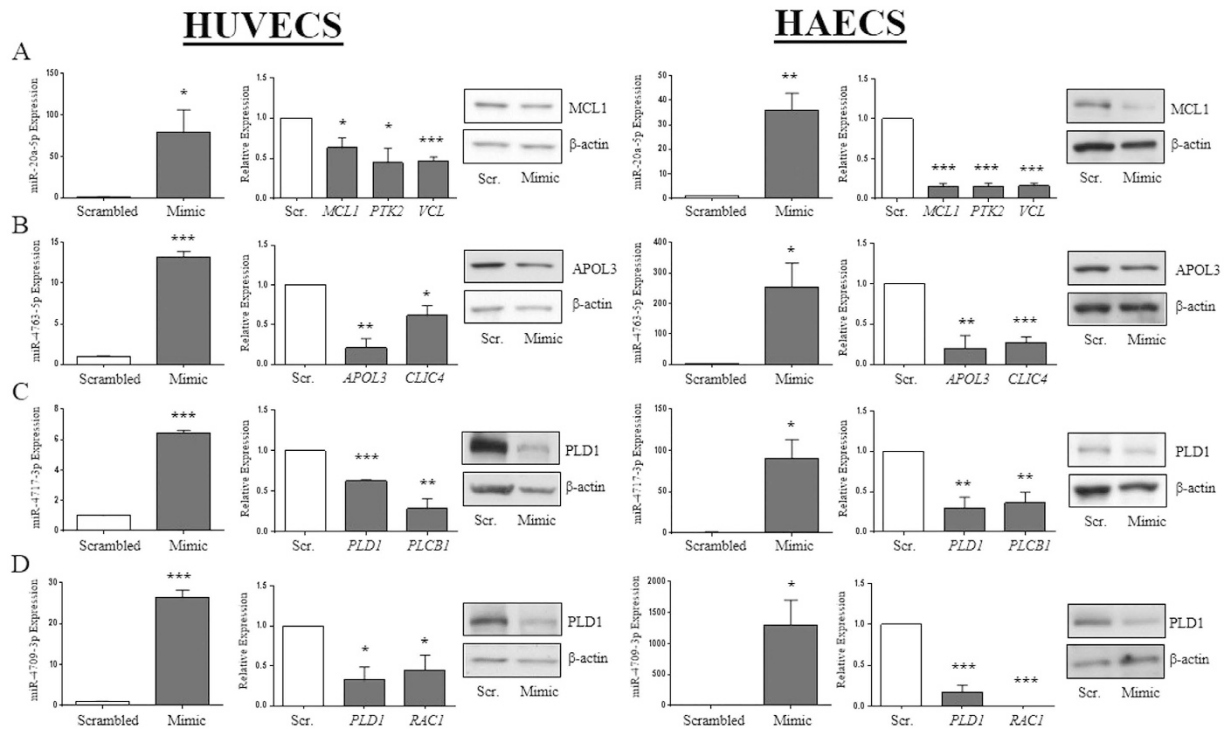 HUVECS
HAECS
A
miR-20a-5p Expression
150
100
50
0
*
Scrambled
Mimic
Relative Expression
1.5
1.0
0.5
0.0
*
*
***
Scr.
MCL1
PTK2
VCL
MCL1
β-actin
Scr.
Mimic
miR-20a-5p Expression
50
40
30
20
10
0
**
Scrambled
Mimic
Relative Expression
1.5
1.0
0.5
0.0
***
***
***
Scr.
MCL1
PTK2
VCL
MCL1
β-actin
Scr.
Mimic
B
miR-4763-5p Expression
15
10
5
0
***
Scrambled
Mimic
Relative Expression
1.5
1.0
0.5
0.0
**
*
Scr.
APOL3
CLIC4
APOL3
β-actin
Scr.
Mimic
miR-4763-5p Expression
400
300
200
100
0
*
Scrambled
Mimic
Relative Expression
1.5
1.0
0.5
0.0
**
***
Scr.
APOL3
CLIC4
APOL3
β-actin
Scr.
Mimic
C
miR-4717-3p Expression
8
6
4
2
0
***
Scrambled
Mimic
Relative Expression
1.5
1.0
0.5
0.0
***
**
Scr.
PLD1
PLCB1
PLD1
β-actin
Scr.
Mimic
miR-4717-3p Expression
150
100
50
0
*
Scrambled
Mimic
Relative Expression
1.5
1.0
0.5
0.0
**
**
Scr.
PLD1
PLCB1
PLD1
β-actin
Scr.
Mimic
D
miR-4709-3p Expression
30
20
10
0
***
Scrambled
Mimic
Relative Expression
1.5
1.0
0.5
0.0
*
*
Scr.
PLD1
RAC1
PLD1
β-actin
Scr.
Mimic
miR-4709-3p Expression
2000
1500
1000
500
0
*
Scrambled
Mimic
Relative Expression
1.5
1.0
0.5
0.0
***
***
Scr.
PLD1
RAC1
PLD1
β-actin
Scr.
Mimic